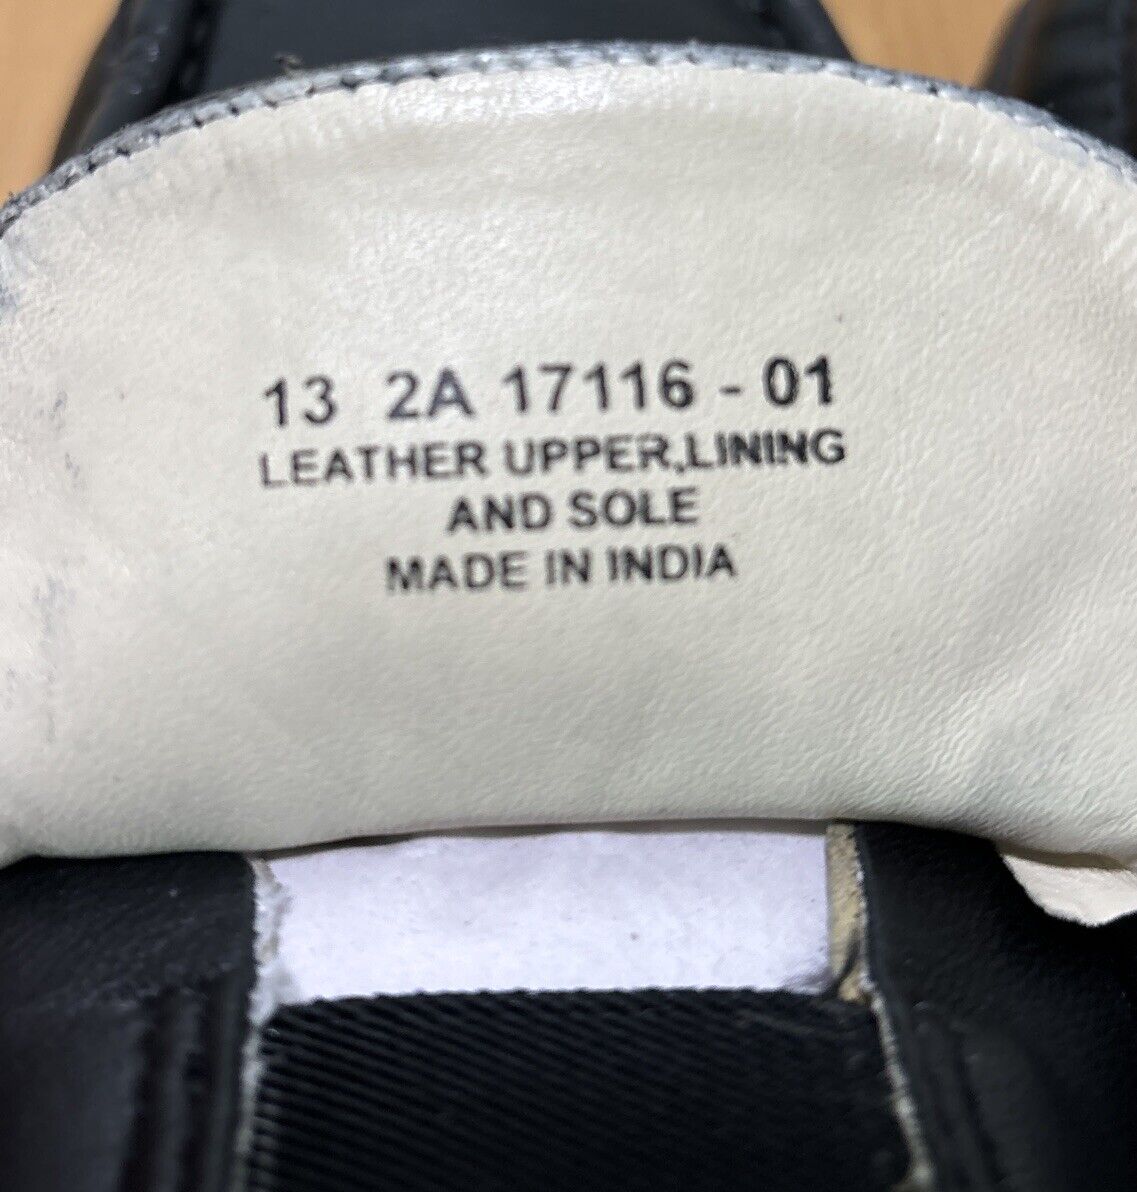 13 2A 17116 - 01
LEATHER UPPER,LINING
AND SOLE
MADE IN INDIA